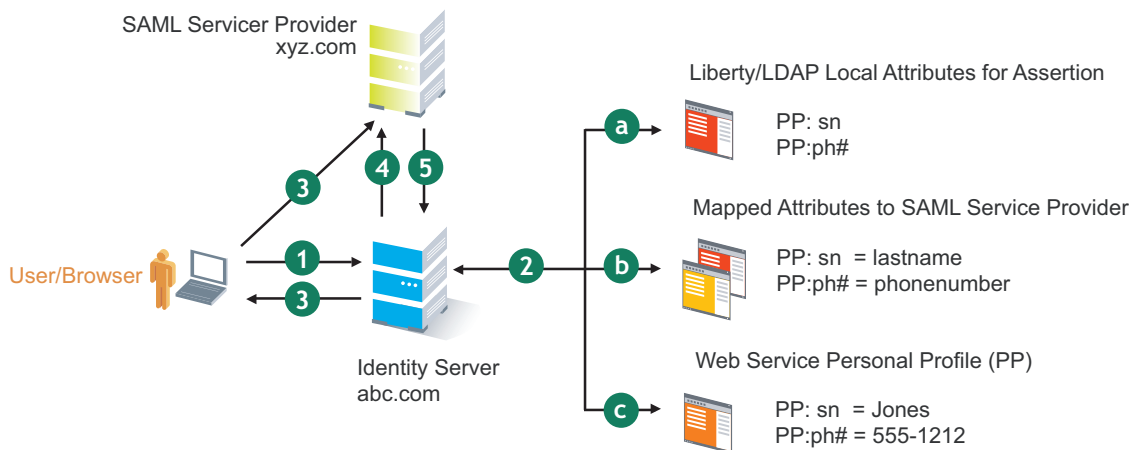 SAML Servicer Provider
xyz.com
Liberty/LDAP Local Attributes for Assertion
a
PP: sn
PP:ph#
4
5
3
Mapped Attributes to SAML Service Provider
User/Browser
1
2
b
PP: sn = lastname
PP:ph# = phonenumber
3
Identity Server
abc.com
Web Service Personal Profile (PP)
c
PP: sn = Jones
PP:ph# = 555-1212